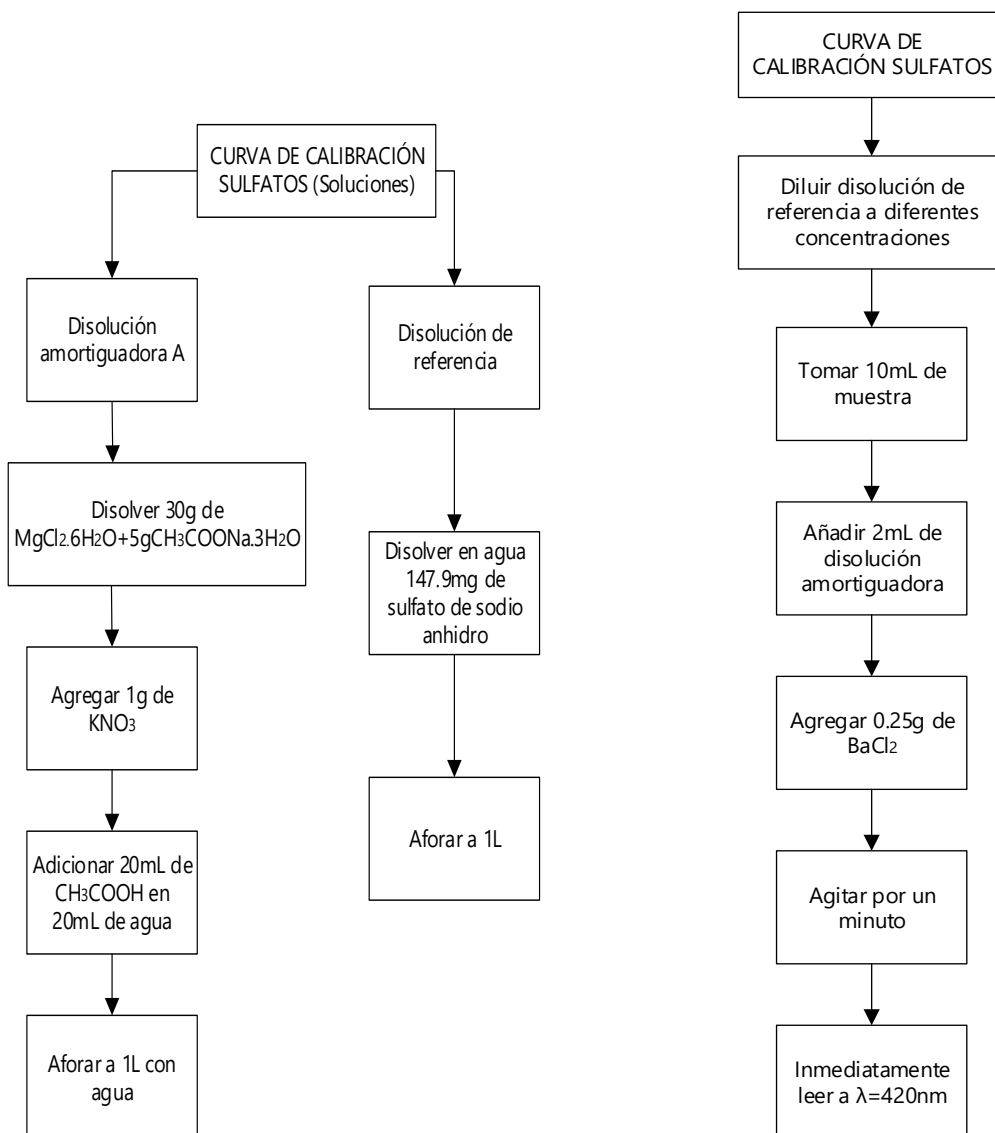 CURVA DE CALIBRACIÓN
SULFATOS (Soluciones)
Disolución
amortiguadora A
Disolver 30g de
MgCl2.6H2O+5gCH3COONa.3H2O
Agregar 1g de
KNO3
Adicionar 20mL de
CH3COOH en
20mL de agua
Aforar a 1L con
agua
Disolución de
referencia
Disolver en agua
147.9mg de
sulfato de sodio
anhidro
Aforar a 1L
CURVA DE
CALIBRACIÓN SULFATOS
Diluir disolución de
referencia a diferentes
concentraciones
Tomar 10mL de
muestra
Añadir 2mL de
disolución
amortiguadora
Agregar 0.25g de
BaCl2
Agitar por un
minuto
Inmediatamente
leer a λ=420nm